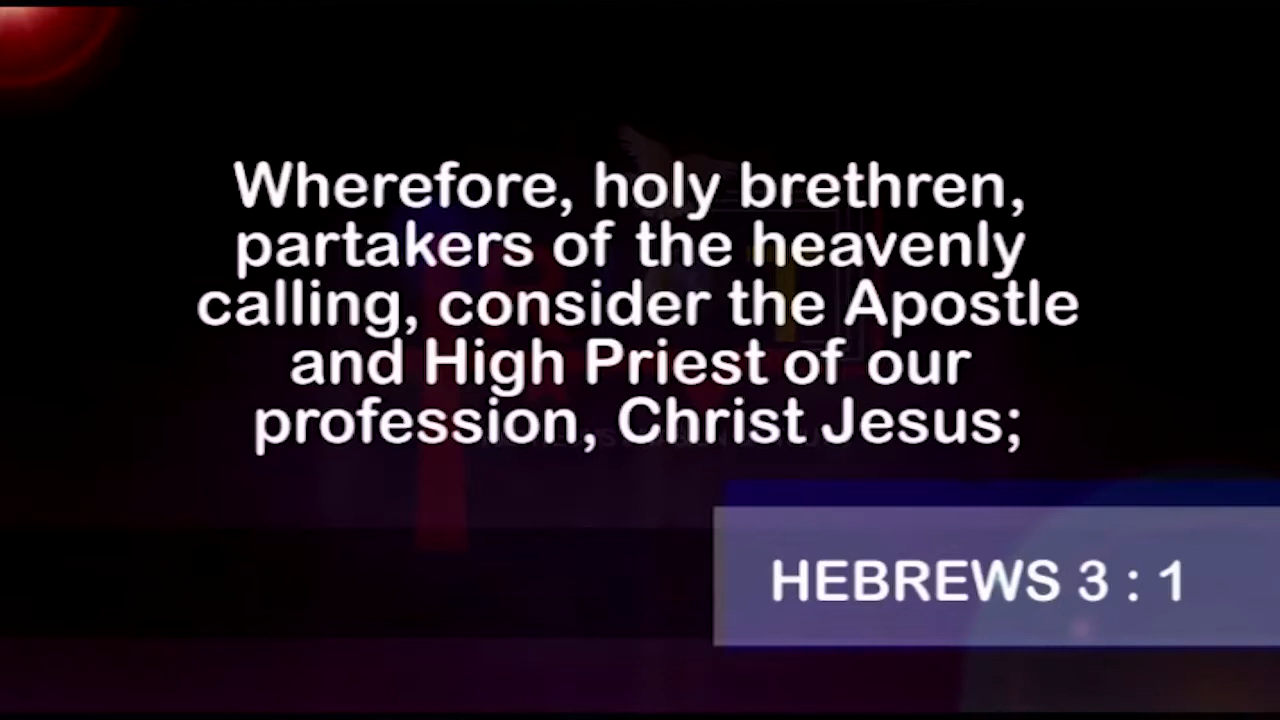 Wherefore, holy brethren,
partakers of the heavenly
calling, consider the Apostle
and High Priest of our
profession, Christ Jesus;
HEBREWS 3 : 1